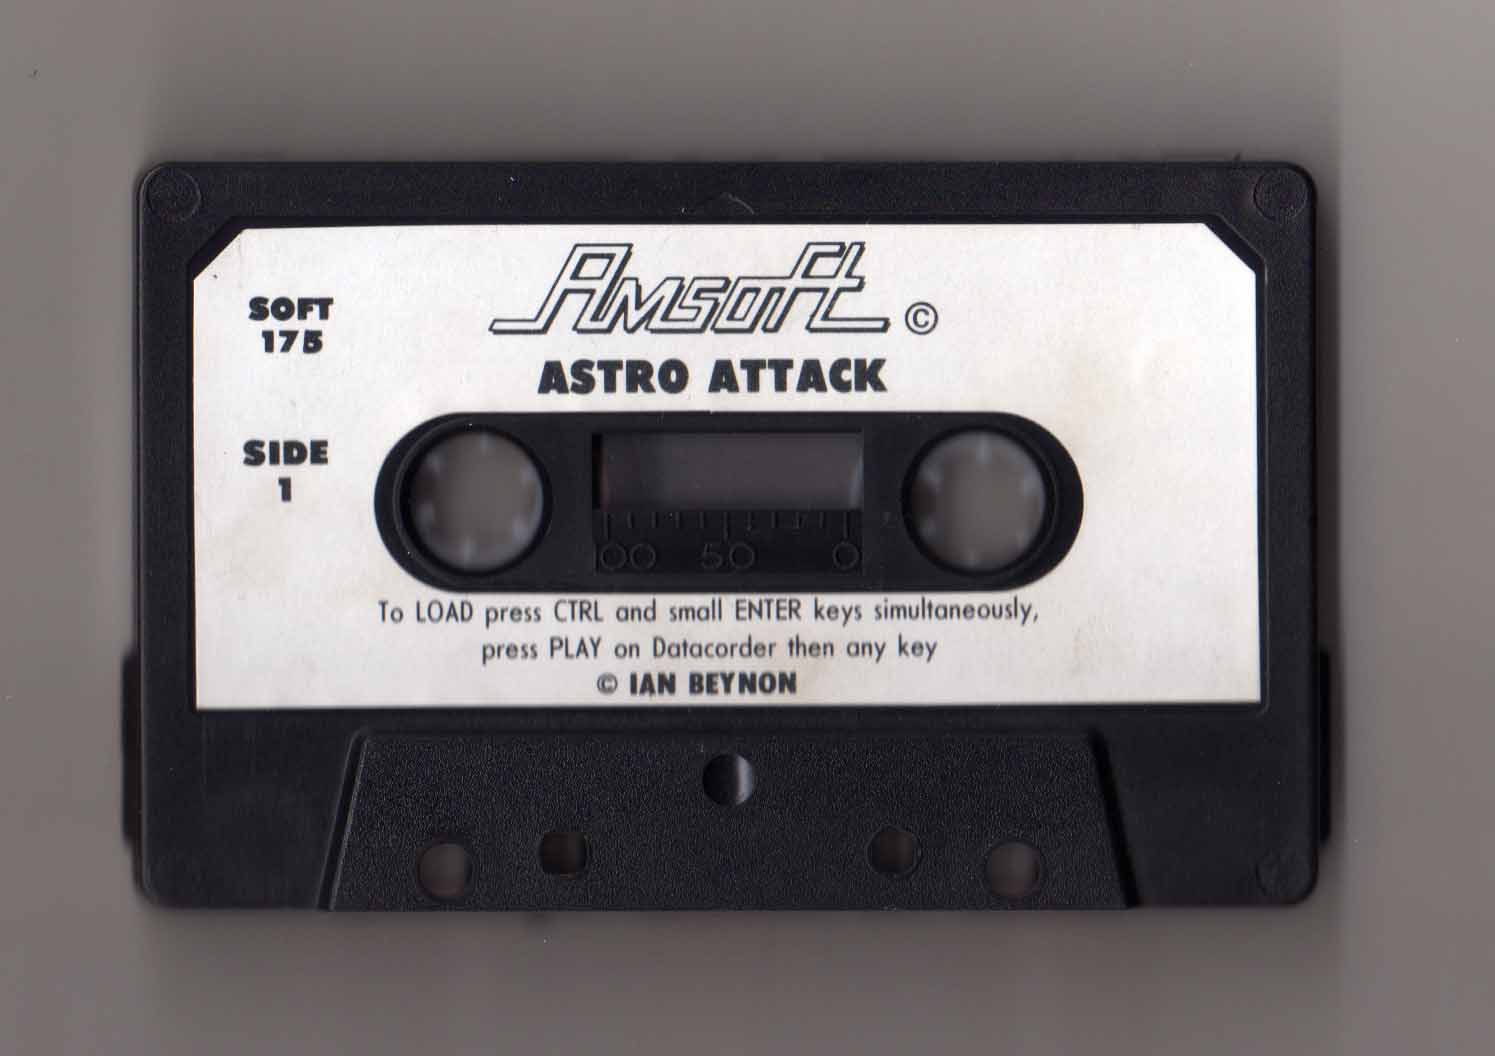 Amsoft ©
SOFT
175
ASTRO ATTACK
SIDE
1
00 50 0
To LOAD press CTRL and small ENTER keys simultaneously,
press PLAY on Datacorder then any key
© IAN BEYNON